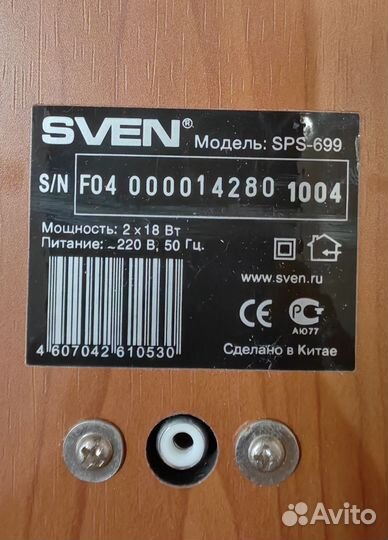 SVEN® Модель: SPS-699
S/N F04 000014280 1004
Мощность: 2 x 18 Вт
Питание: ~220 В, 50 Гц.
www.sven.ru
CE РСТ
АЮ77
4 607042 610530
Сделано в Китае
Avito